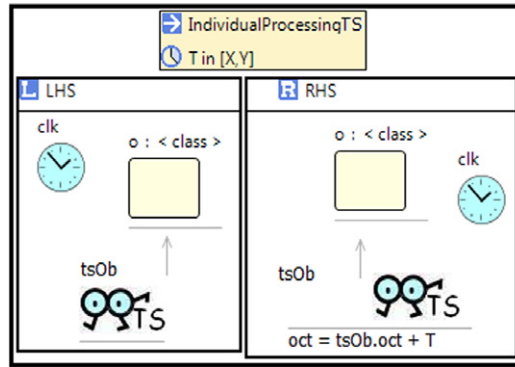 IndividualProcessingTS
T in [X,Y]
L LHS
clk
o : < class >
tsOb
TS
R RHS
o : < class >
clk
tsOb
TS
oct = tsOb.oct + T